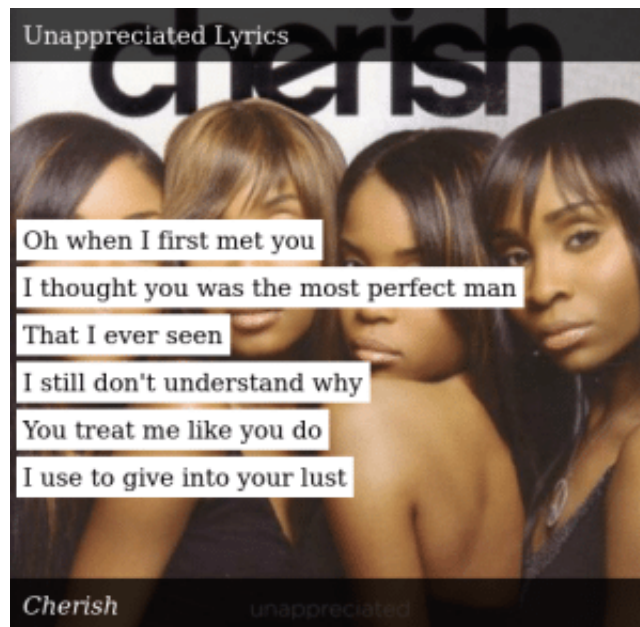 Unappreciated Lyrics
cherish
Oh when I first met you
I thought you was the most perfect man
That I ever seen
I still don't understand why
You treat me like you do
I use to give into your lust
Cherish
unappreciated